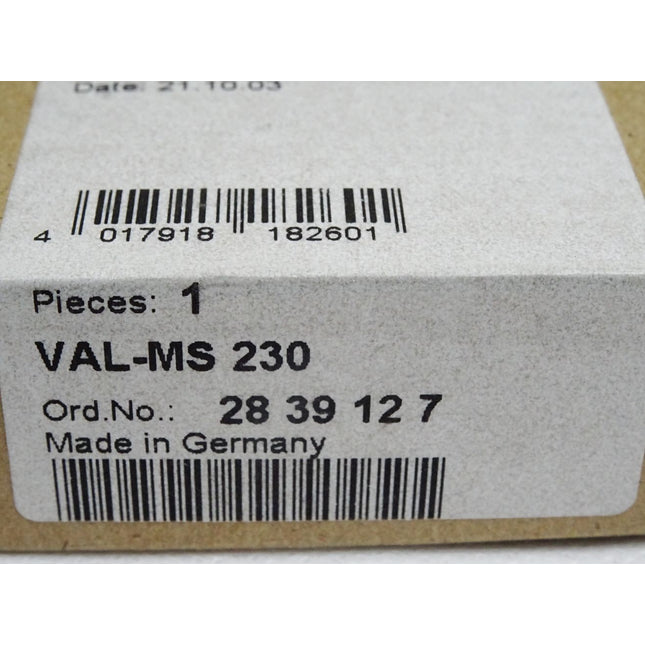 Date: 21.10.03
4 017918 182601
Pieces: 1
VAL-MS 230
Ord.No.: 28 39 12 7
Made in Germany